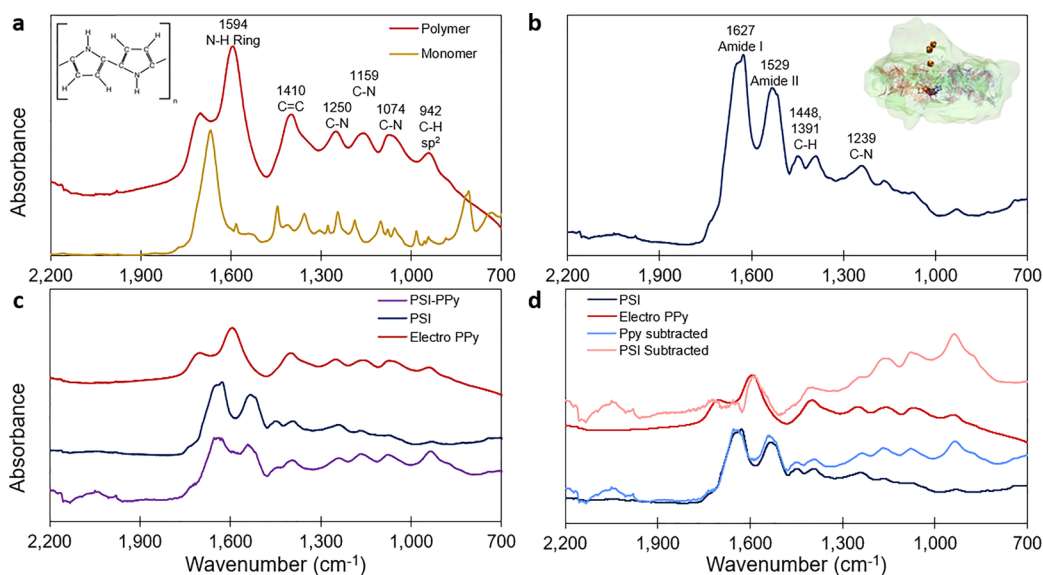 a
1594
N-H Ring
Polymer
Monomer
H
N
H
H
C
C
C
C
C
C
C
C
H
H
N
H
n
1410
C=C
1250
C-N
1159
C-N
1074
C-N
942
C-H
sp2
Absorbance
2,200
1,900
1,600
1,300
1,000
700
b
1627
Amide I
1529
Amide II
1448,
1391
C-H
1239
C-N
2,200
1,900
1,600
1,300
1,000
700
c
PSI-PPy
PSI
Electro PPy
Absorbance
2,200
1,900
1,600
1,300
1,000
700
Wavenumber (cm-1)
d
PSI
Electro PPy
Ppy subtracted
PSI Subtracted
2,200
1,900
1,600
1,300
1,000
700
Wavenumber (cm-1)